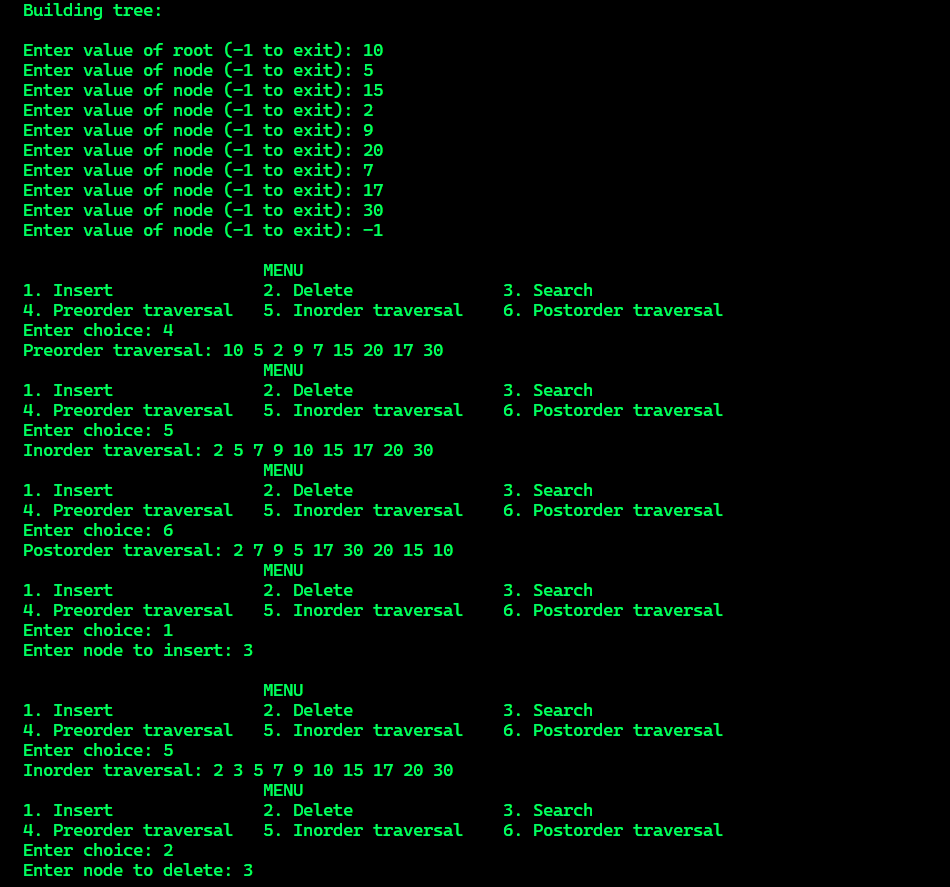 Building tree:
Enter value of root (-1 to exit): 10
Enter value of node (-1 to exit): 5
Enter value of node (-1 to exit): 15
Enter value of node (-1 to exit): 2
Enter value of node (-1 to exit): 9
Enter value of node (-1 to exit): 20
Enter value of node (-1 to exit): 7
Enter value of node (-1 to exit): 17
Enter value of node (-1 to exit): 30
Enter value of node (-1 to exit): -1
MENU
1. Insert 2. Delete 3. Search
4. Preorder traversal 5. Inorder traversal 6. Postorder traversal
Enter choice: 4
Preorder traversal: 10 5 2 9 7 15 20 17 30
MENU
1. Insert 2. Delete 3. Search
4. Preorder traversal 5. Inorder traversal 6. Postorder traversal
Enter choice: 5
Inorder traversal: 2 5 7 9 10 15 17 20 30
MENU
1. Insert 2. Delete 3. Search
4. Preorder traversal 5. Inorder traversal 6. Postorder traversal
Enter choice: 6
Postorder traversal: 2 7 9 5 17 30 20 15 10
MENU
1. Insert 2. Delete 3. Search
4. Preorder traversal 5. Inorder traversal 6. Postorder traversal
Enter choice: 1
Enter node to insert: 3
MENU
1. Insert 2. Delete 3. Search
4. Preorder traversal 5. Inorder traversal 6. Postorder traversal
Enter choice: 5
Inorder traversal: 2 3 5 7 9 10 15 17 20 30
MENU
1. Insert 2. Delete 3. Search
4. Preorder traversal 5. Inorder traversal 6. Postorder traversal
Enter choice: 2
Enter node to delete: 3